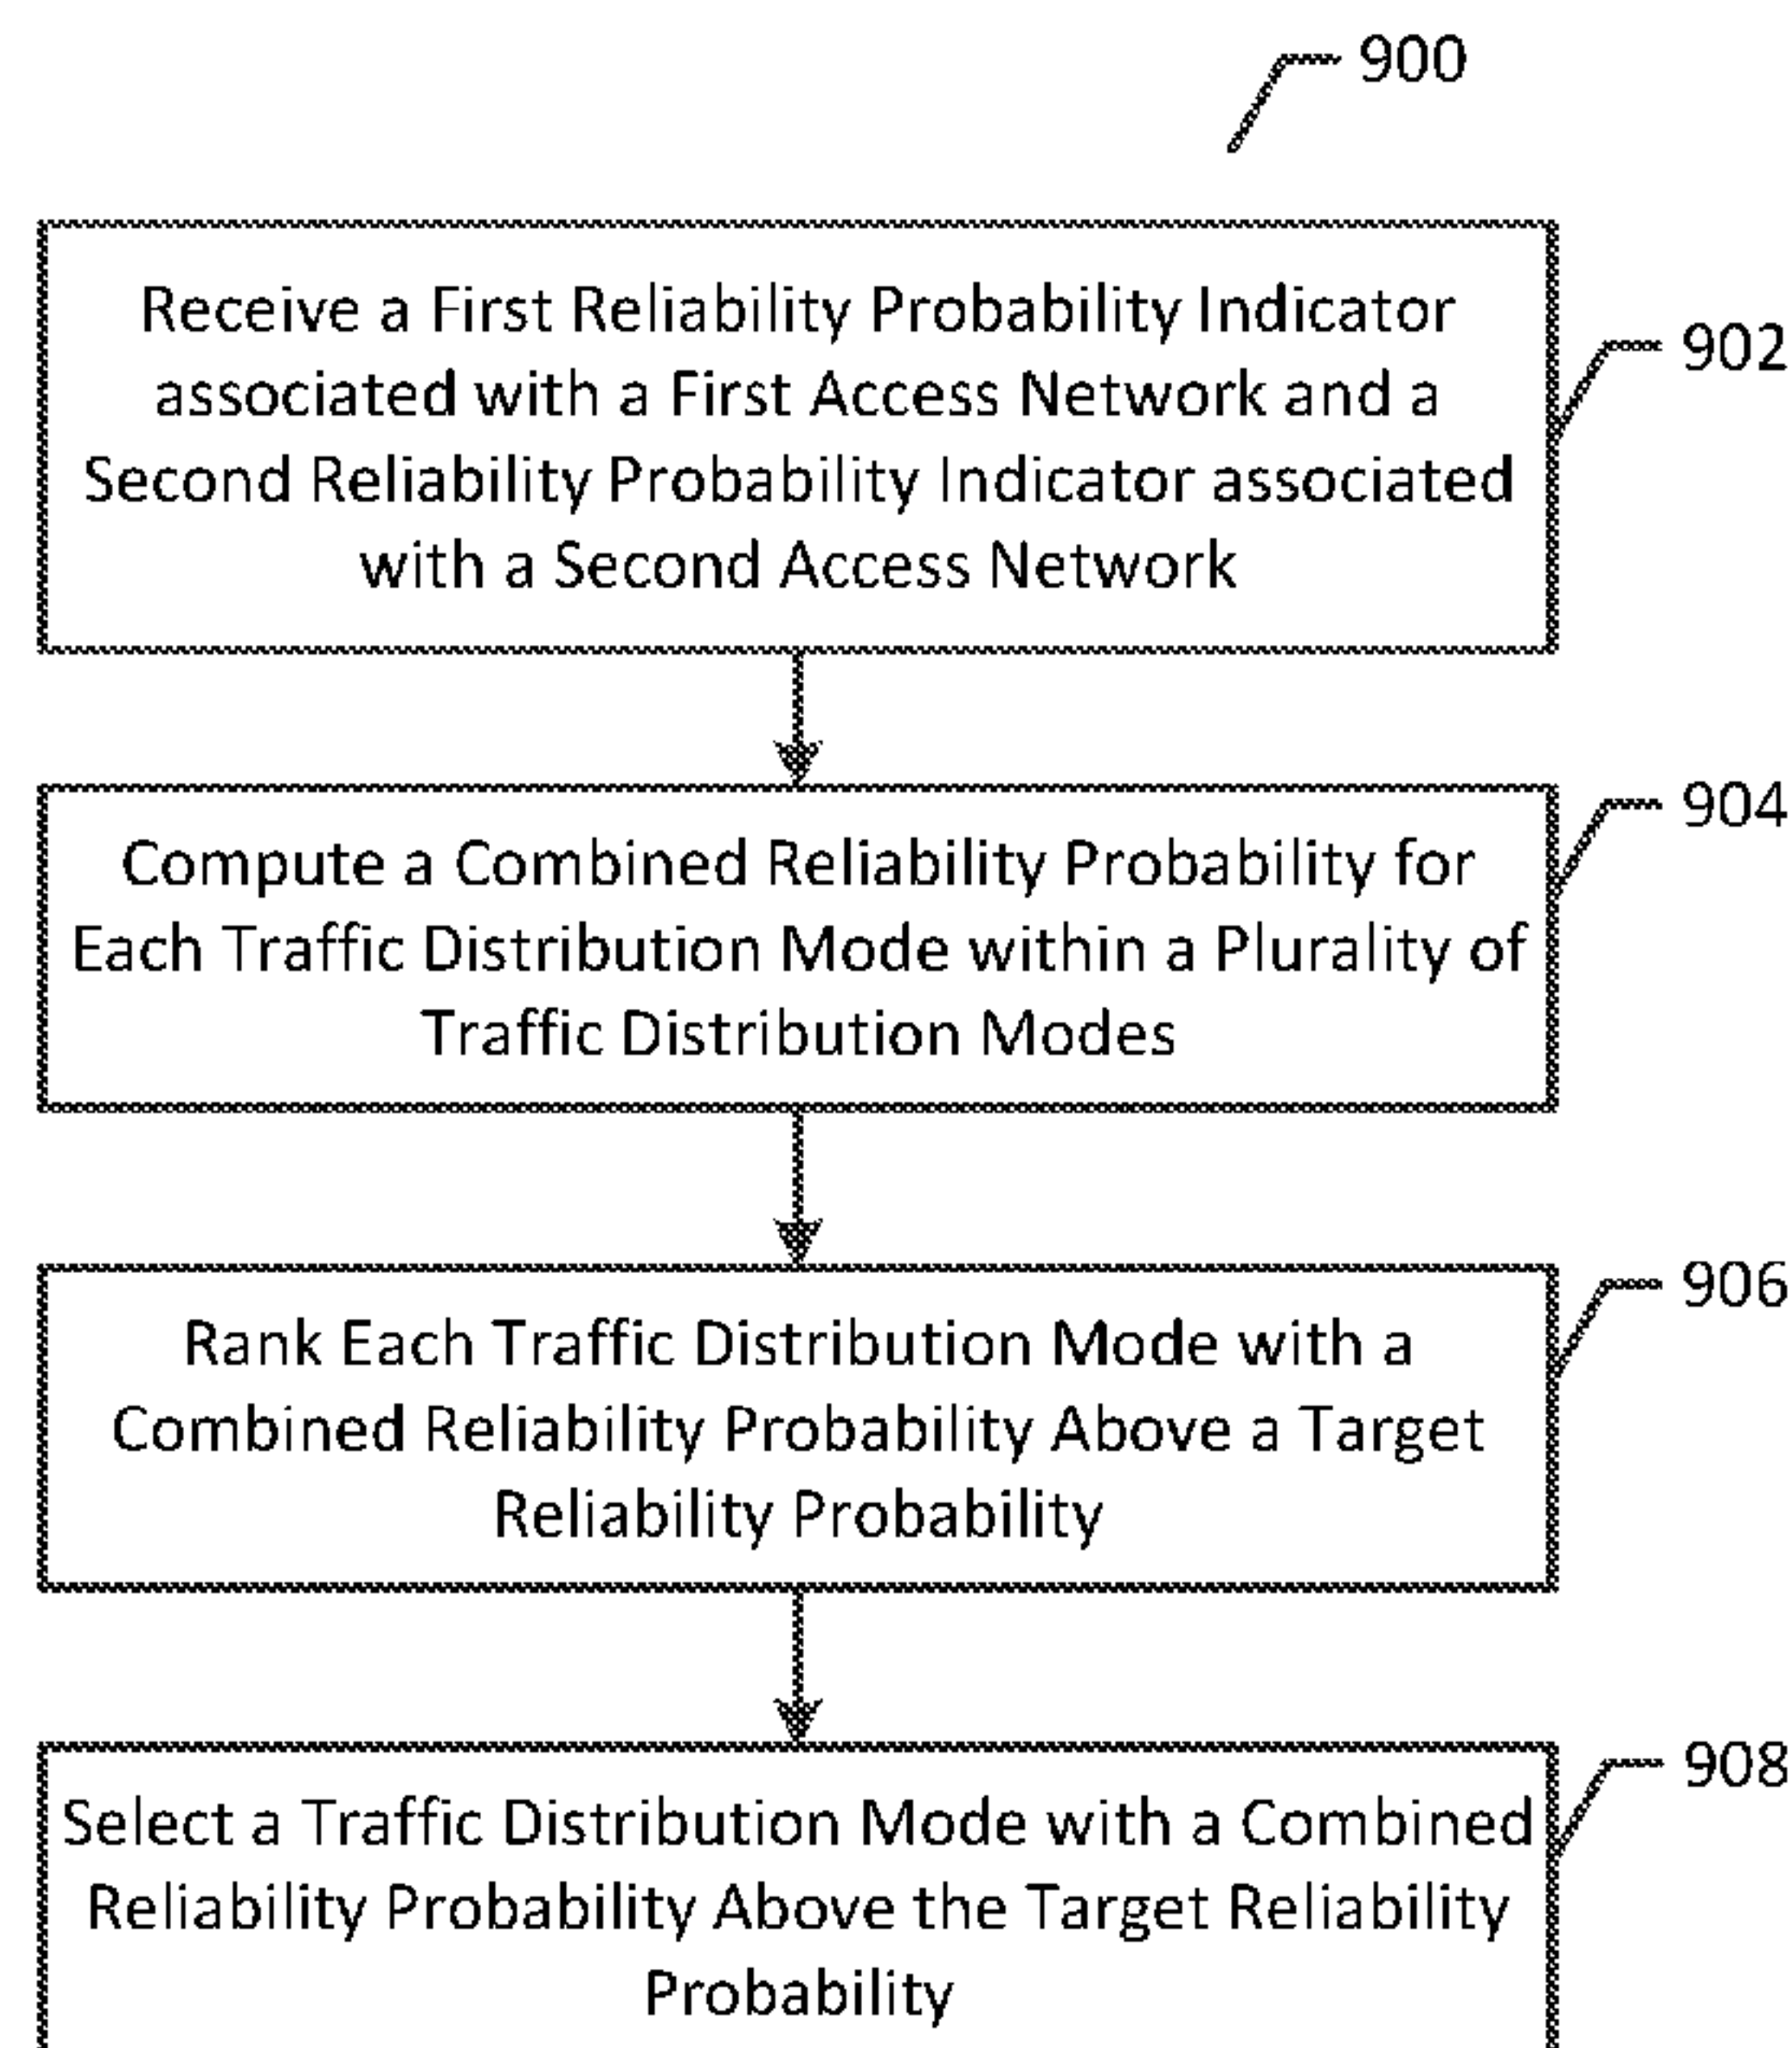 900
Receive a First Reliability Probability Indicator
associated with a First Access Network and a
Second Reliability Probability Indicator associated
with a Second Access Network
902
Compute a Combined Reliability Probability for
Each Traffic Distribution Mode within a Plurality of
Traffic Distribution Modes
904
Rank Each Traffic Distribution Mode with a
Combined Reliability Probability Above a Target
Reliability Probability
906
Select a Traffic Distribution Mode with a Combined
Reliability Probability Above the Target Reliability
Probability
908